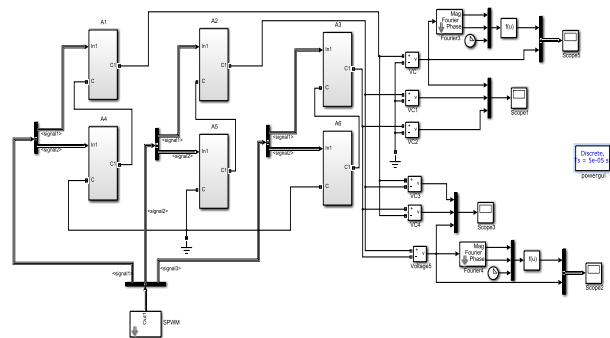 A1
In1
C1
C
A2
In1
C1
C
A3
In1
C1
C
A4
In1
C1
C
A5
In1
C1
C
A6
In1
C1
C
<signal1>
<signal2>
<signal1>
<signal2>
<signal1>
<signal2>
<signal1>
<signal2>
<signal3>
Out1
SPWM
+
-
v
VC
+
-
v
VC1
+
-
v
VC2
+
-
v
VC3
+
-
v
VC4
+
-
v
Voltage5
Mag
Fourier
Phase
Fourier3
f(u)
Scope5
Scope1
Scope3
Mag
Fourier
Phase
Fourier4
f(u)
Scope2
Discrete,
Ts = 5e-05 s
powergui